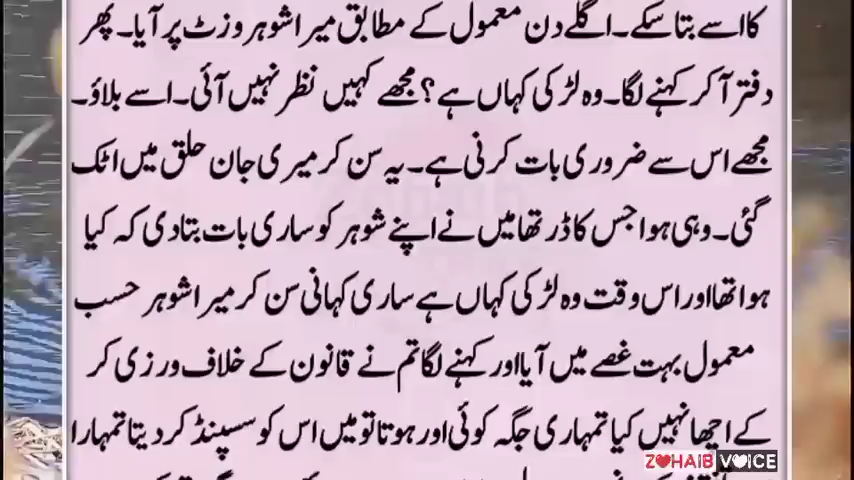 کا اسے بتا سکے۔ اگلے دن معمول کے مطابق میرا شوہر وزٹ پر آیا۔ پھر
دفتر آ کر کہنے لگا۔ وہ لڑکی کہاں ہے؟ مجھے کہیں نظر نہیں آئی۔ اسے بلاؤ۔
مجھے اس سے ضروری بات کرنی ہے۔ یہ سن کر میری جان حلق میں اٹک
گئی۔ وہی ہوا جس کا ڈر تھا میں نے اپنے شوہر کو ساری بات بتا دی کہ کیا
ہوا تھا اور اس وقت وہ لڑکی کہاں ہے ساری کہانی سن کر میرا شوہر حسب
معمول بہت غصے میں آیا اور کہنے لگا تم نے قانون کے خلاف ورزی کر
کے اچھا نہیں کیا تمہاری جگہ کوئی اور ہوتا تو میں اس کو سسپنڈ کر دیتا تمہارا
ZOHAIB VOICE